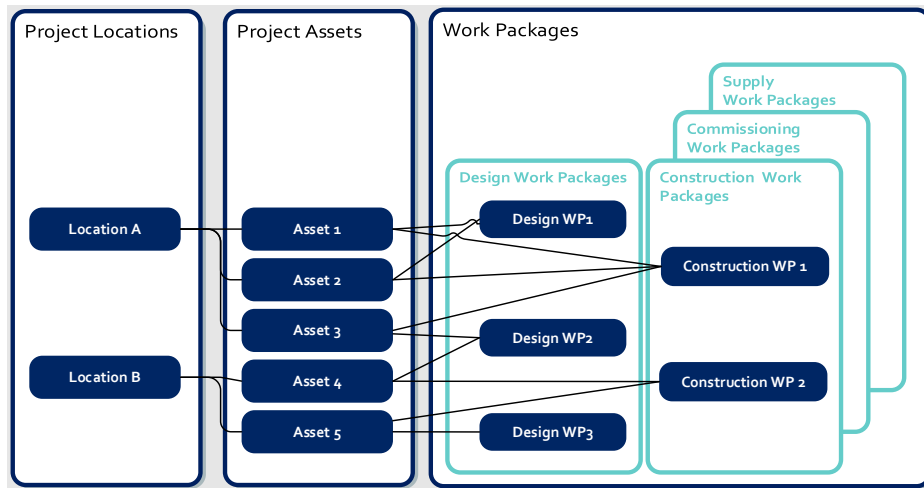 Project Locations
Project Assets
Work Packages
Supply
Work Packages
Commissioning
Work Packages
Design Work Packages
Construction Work
Packages
Location A
Asset 1
Design WP1
Asset 2
Construction WP 1
Asset 3
Design WP2
Location B
Asset 4
Construction WP 2
Asset 5
Design WP3